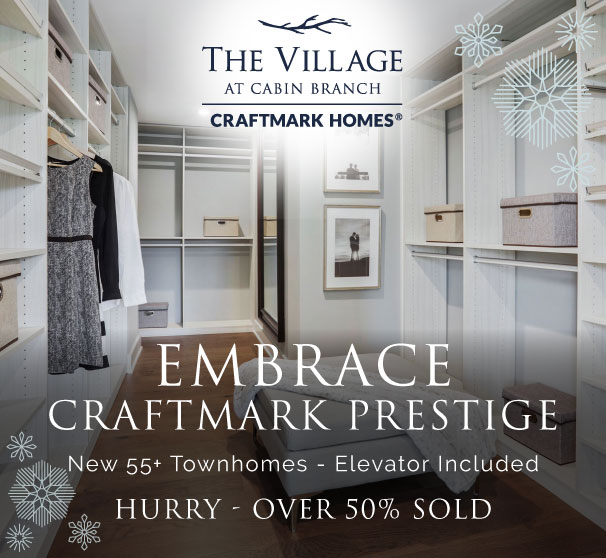 THE VILLAGE
AT CABIN BRANCH
CRAFTMARK HOMES®
EMBRACE
CRAFTMARK PRESTIGE
New 55+ Townhomes - Elevator Included
HURRY - OVER 50% SOLD